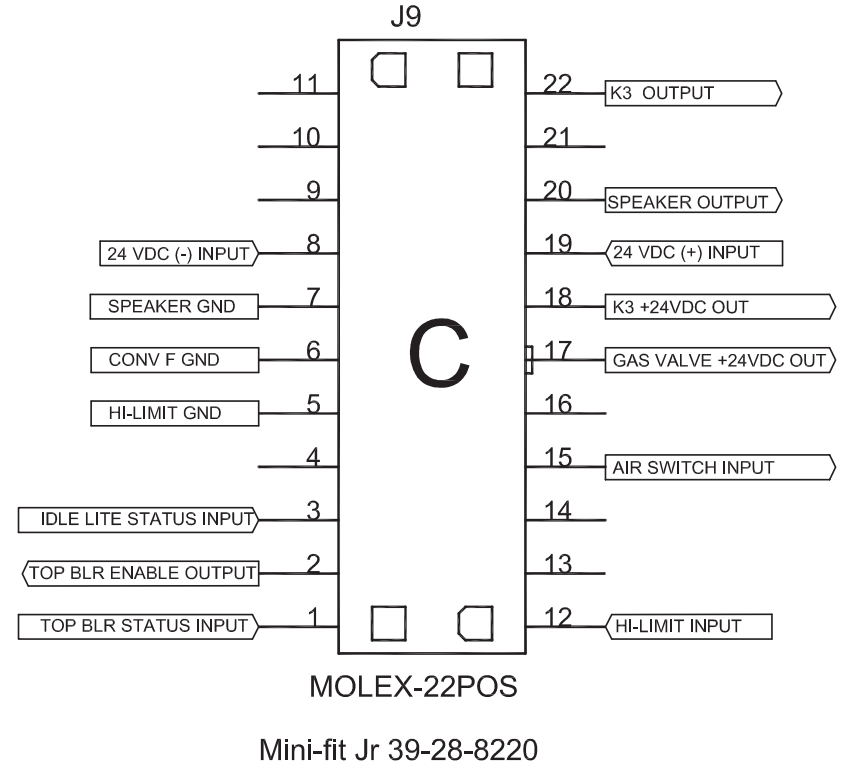 J9
11
22
K3 OUTPUT
10
21
9
20
SPEAKER OUTPUT
24 VDC (-) INPUT
8
19
24 VDC (+) INPUT
SPEAKER GND
7
18
K3 +24VDC OUT
CONV F GND
6
C
17
GAS VALVE +24VDC OUT
HI-LIMIT GND
5
16
4
15
AIR SWITCH INPUT
IDLE LITE STATUS INPUT
3
14
TOP BLR ENABLE OUTPUT
2
13
TOP BLR STATUS INPUT
1
12
HI-LIMIT INPUT
MOLEX-22POS
Mini-fit Jr 39-28-8220